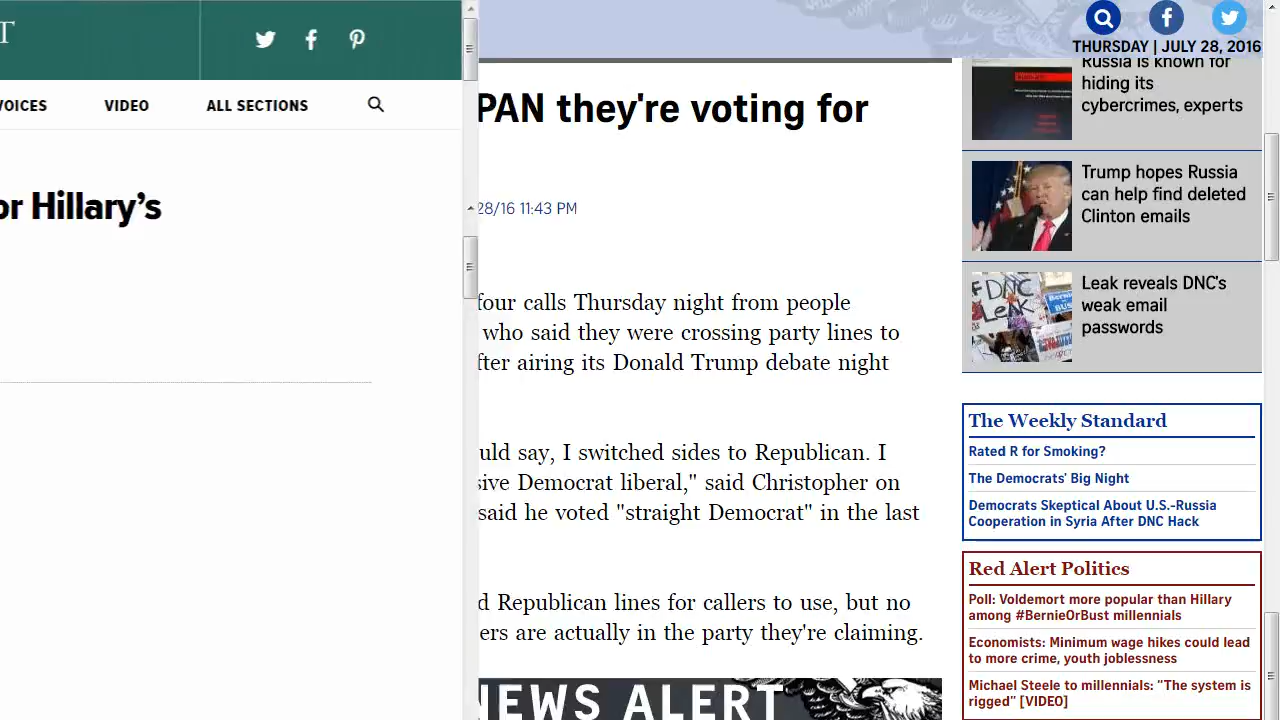 T
VOICES VIDEO ALL SECTIONS
or Hillary's
THURSDAY | JULY 28, 2016
PAN they're voting for
28/16 11:43 PM
four calls Thursday night from people
who said they were crossing party lines to
fter airing its Donald Trump debate night
uld say, I switched sides to Republican. I
sive Democrat liberal," said Christopher on
said he voted "straight Democrat" in the last
d Republican lines for callers to use, but no
ers are actually in the party they're claiming.
NEWS ALERT
Russia is known for
hiding its
cybercrimes, experts
Trump hopes Russia
can help find deleted
Clinton emails
Leak reveals DNC's
weak email
passwords
The Weekly Standard
Rated R for Smoking?
The Democrats' Big Night
Democrats Skeptical About U.S.-Russia
Cooperation in Syria After DNC Hack
Red Alert Politics
Poll: Voldemort more popular than Hillary
among #BernieOrBust millennials
Economists: Minimum wage hikes could lead
to more crime, youth joblessness
Michael Steele to millennials: "The system is
rigged" [VIDEO]